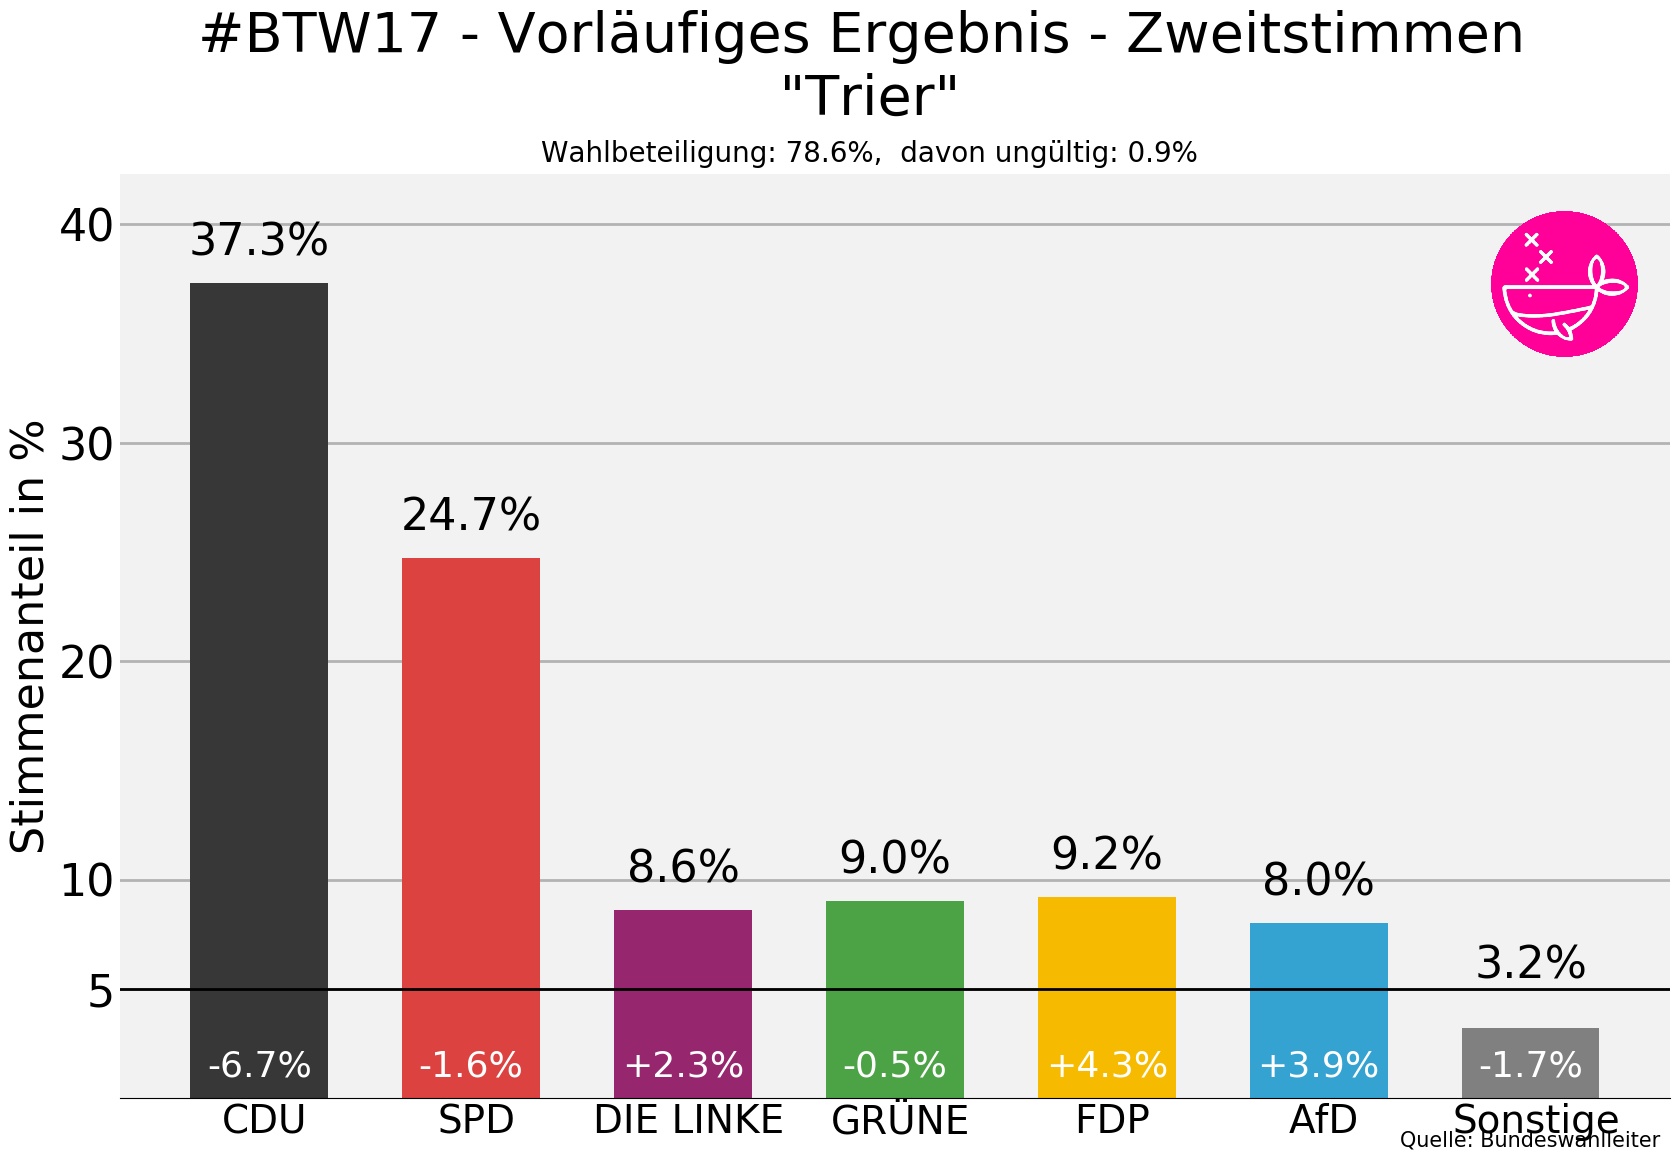 #BTW17 - Vorläufiges Ergebnis - Zweitstimmen
"Trier"
Wahlbeteiligung: 78.6%,  davon ungültig: 0.9%
Stimmenanteil in %
40
30
20
10
5
37.3%
24.7%
8.6%
9.0%
9.2%
8.0%
3.2%
-6.7%
-1.6%
+2.3%
-0.5%
+4.3%
+3.9%
-1.7%
CDU
SPD
DIE LINKE
GRÜNE
FDP
AfD
Sonstige
Quelle: Bundeswahlleiter